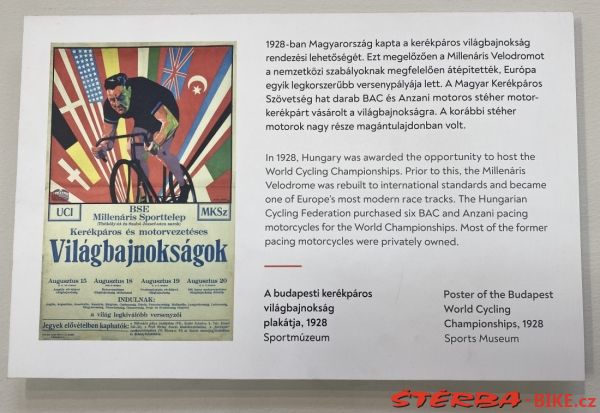 UCI
BSE
MKSz
Millenáris Sporttelep
Kerékpáros és motorvezetéses
Világbajnokságok
Augusztus 15 Augusztus 18 Augusztus 19 Augusztus 20
INDULNAK:
a világ legkiválóbb versenyzői
Jegyek elővételben kaphatók:
1928-ban Magyarország kapta a kerékpáros világbajnokság
rendezési lehetőségét. Ezt megelőzően a Millenáris Velodromot
a nemzetközi szabályoknak megfelelően átépítették, Európa
egyik legkorszerűbb versenypályája lett. A Magyar Kerékpáros
Szövetség hat darab BAC és Anzani motoros stéher motor-
kerékpárt vásárolt a világbajnokságra. A korábbi stéher
motorok nagy része magántulajdonban volt.
In 1928, Hungary was awarded the opportunity to host the
World Cycling Championships. Prior to this, the Millenáris
Velodrome was rebuilt to international standards and became
one of Europe's most modern race tracks. The Hungarian
Cycling Federation purchased six BAC and Anzani pacing
motorcycles for the World Championships. Most of the former
pacing motorcycles were privately owned.
A budapesti kerékpáros
világbajnokság
plakátja, 1928
Sportmúzeum
Poster of the Budapest
World Cycling
Championships, 1928
Sports Museum
ŠTĚRBA-BIKE.cz